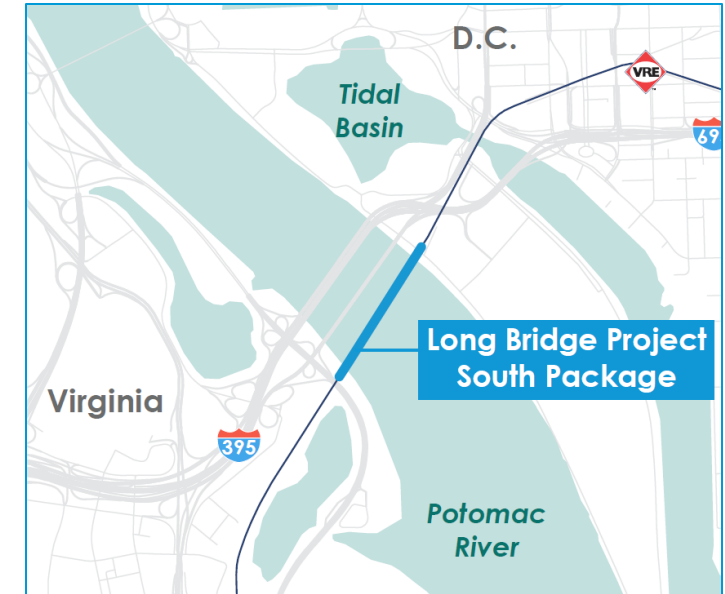 D.C.
VRE
Tidal
Basin
69
Long Bridge Project
South Package
Virginia
395
Potomac
River